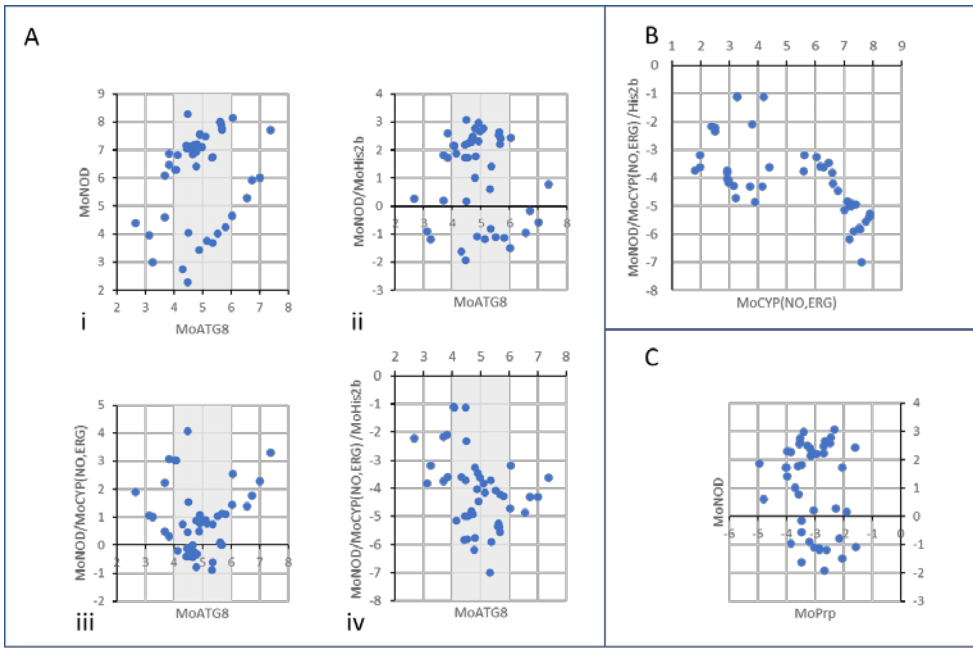 A
9
8
7
6
5
4
3
2
2 3 4 5 6 7 8
MoNOD
MoATG8
i
4
3
2
1
0
-1
-2
-3
2 3 4 5 6 7 8
MoNOD/MoHis2b
MoATG8
ii
5
4
3
2
1
0
-1
-2
2 3 4 5 6 7 8
MoNOD/MoCYP(NO,ERG)
MoATG8
iii
2 3 4 5 6 7 8
0
-1
-2
-3
-4
-5
-6
-7
-8
MoNOD/MoCYP(NO,ERG) /MoHis2b
MoATG8
iv
B
1 2 3 4 5 6 7 8 9
0
-1
-2
-3
-4
-5
-6
-7
-8
MoNOD/MoCYP(NO,ERG) /His2b
MoCYP(NO,ERG)
C
4
3
2
1
0
-1
-2
-3
-5 -4 -3 -2 -1 0
MoNOD
MoPrp